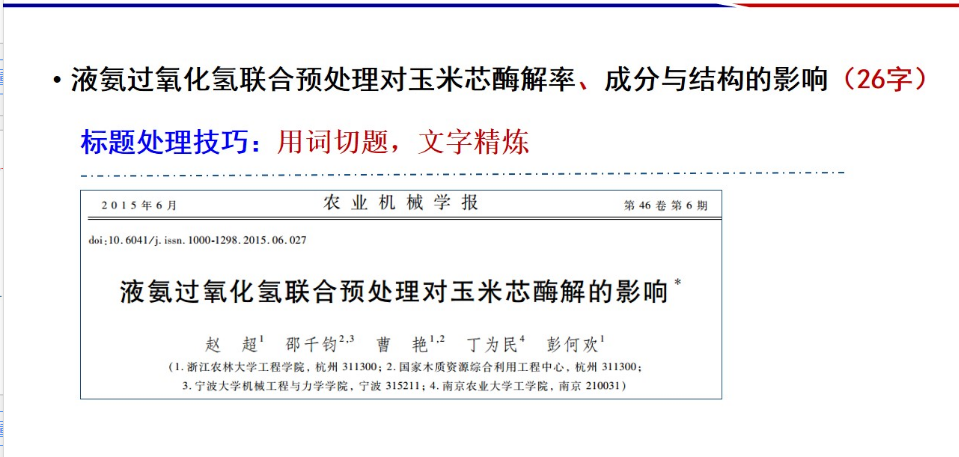 • 液氨过氧化氢联合预处理对玉米芯酶解率、成分与结构的影响（26字）
标题处理技巧：用词切题，文字精炼
2015年6月 农业机械学报 第46卷第6期
doi:10.6041/j.issn.1000-1298.2015.06.027
液氨过氧化氢联合预处理对玉米芯酶解的影响*
赵 超1 邵千钧2,3 曹 艳1,2 丁为民4 彭何欢1
(1.浙江农林大学工程学院，杭州 311300；2.国家木质资源综合利用工程中心，杭州 311300；
3.宁波大学机械工程与力学学院，宁波 315211；4.南京农业大学工学院，南京 210031)